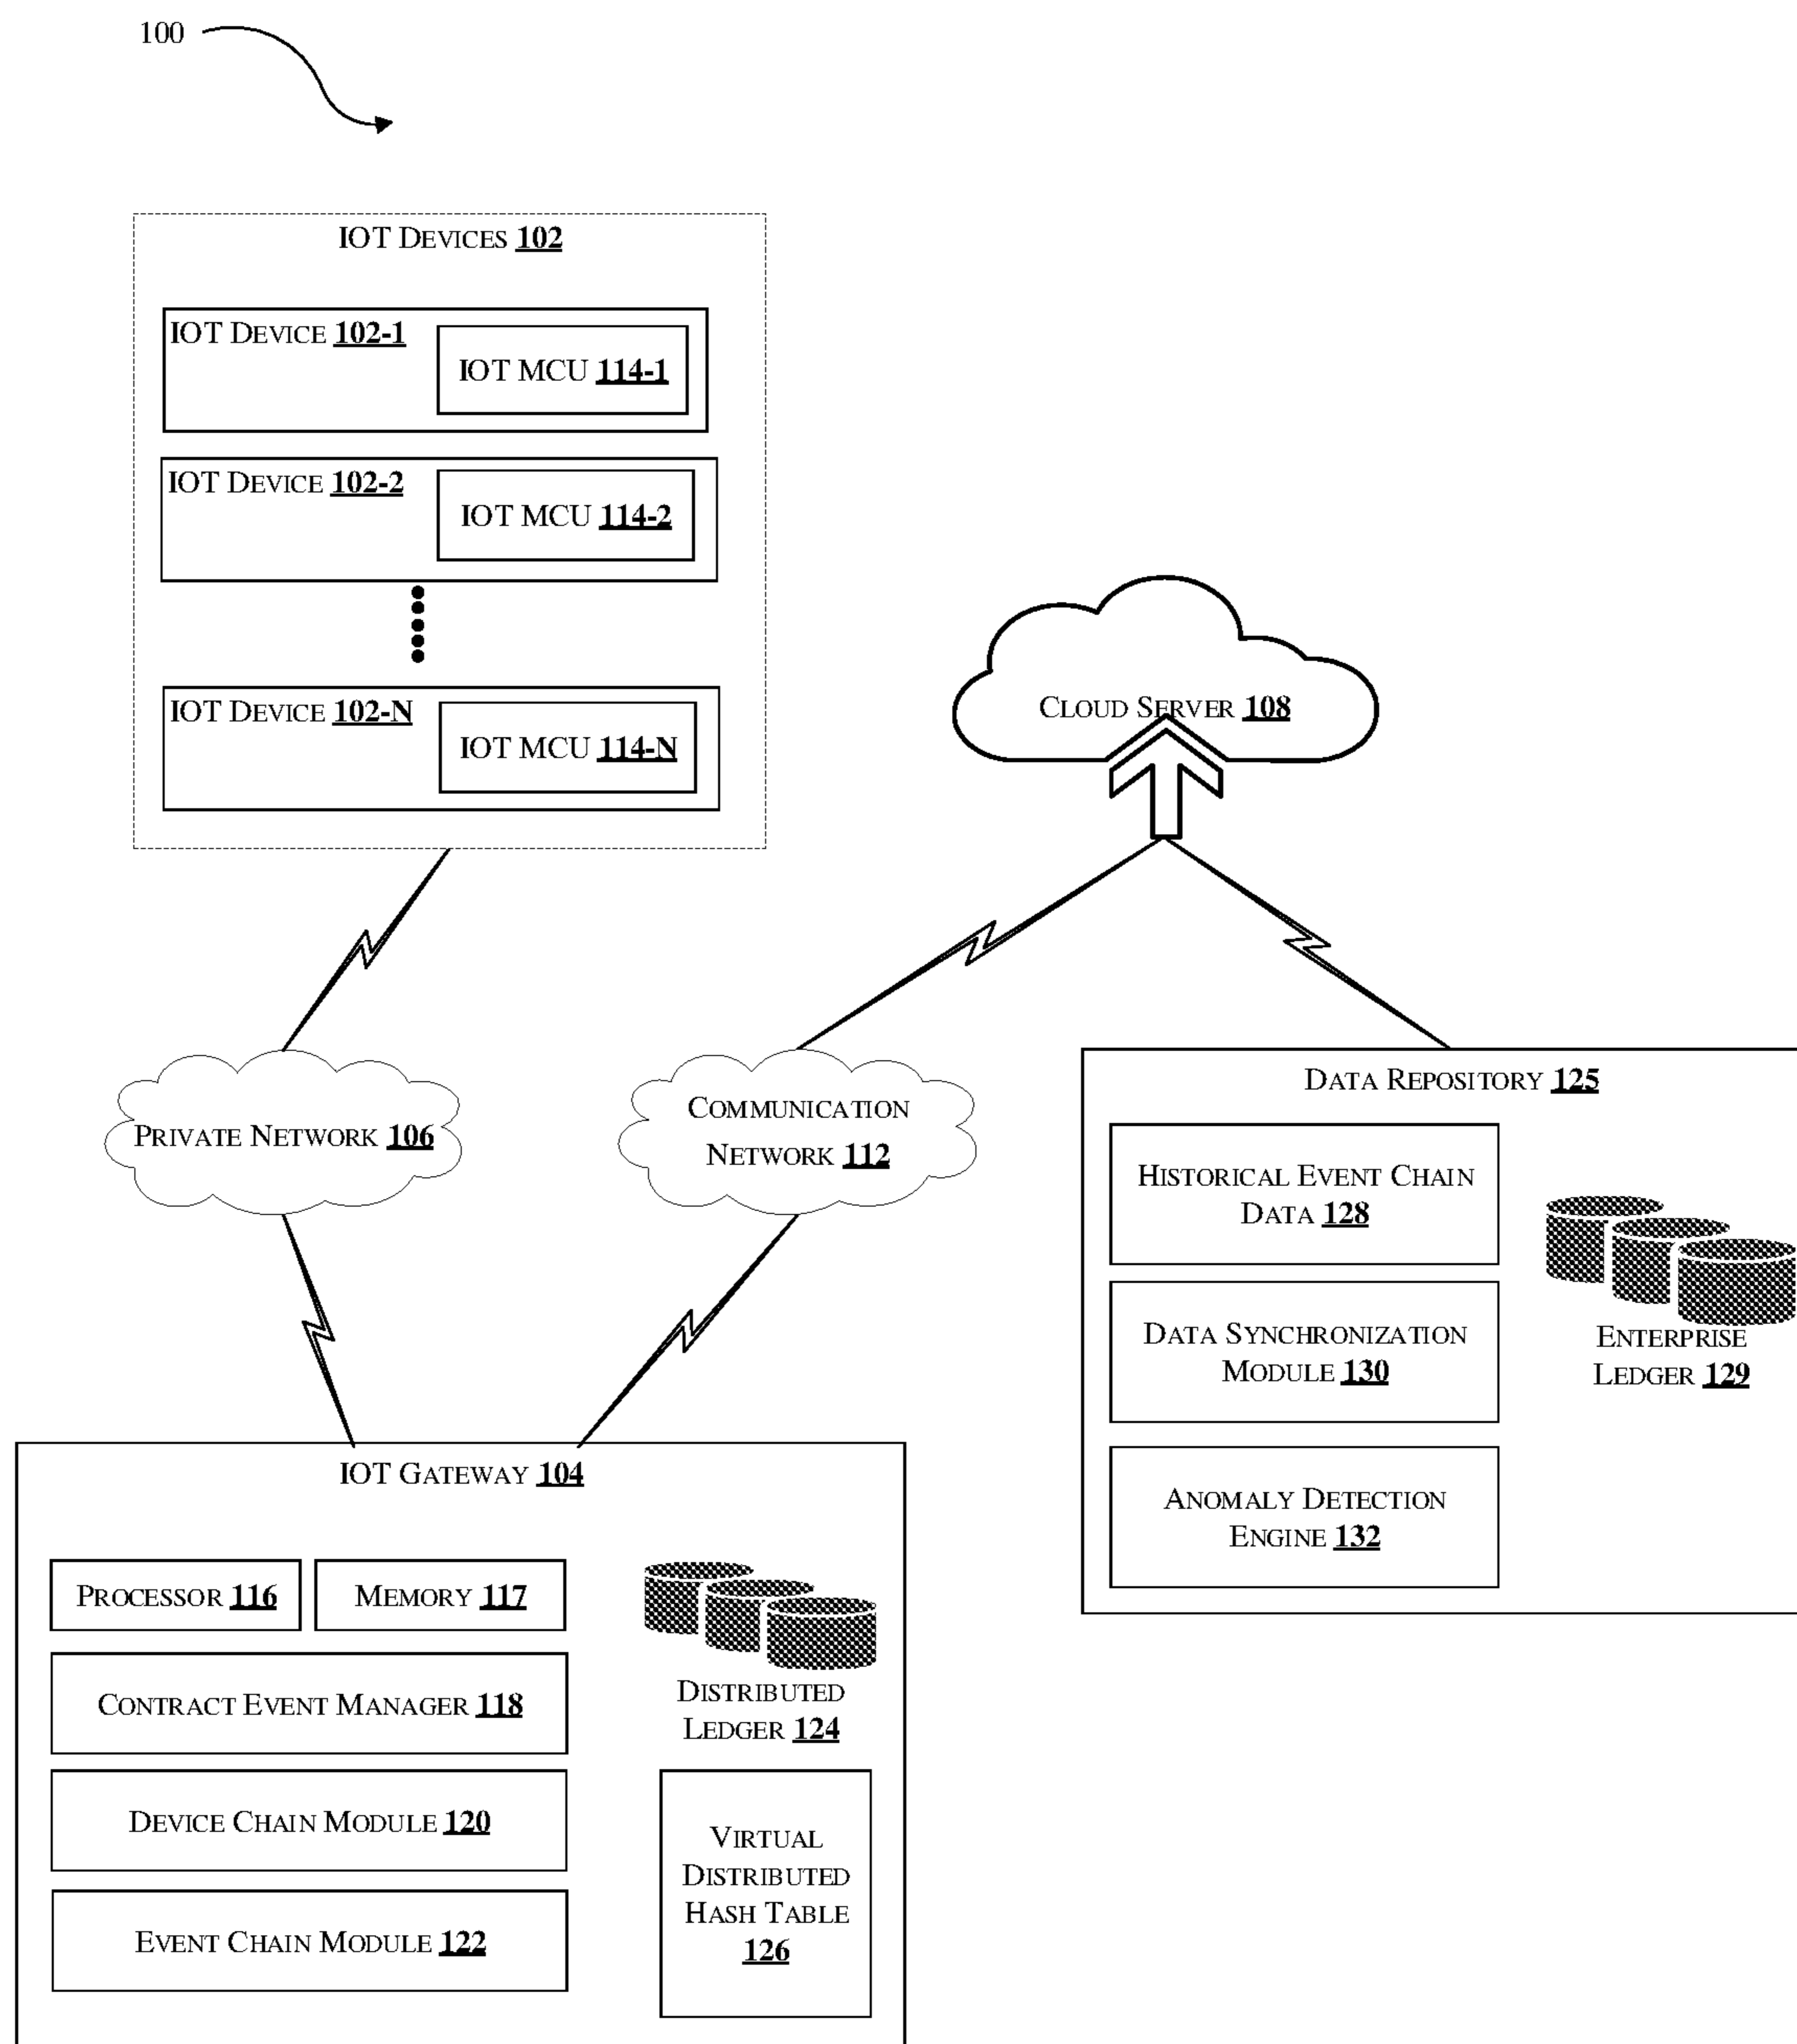 100
IOT DEVICES 102
IOT DEVICE 102-1
IOT MCU 114-1
IOT DEVICE 102-2
IOT MCU 114-2
IOT DEVICE 102-N
IOT MCU 114-N
CLOUD SERVER 108
PRIVATE NETWORK 106
COMMUNICATION
NETWORK 112
DATA REPOSITORY 125
HISTORICAL EVENT CHAIN
DATA 128
DATA SYNCHRONIZATION
MODULE 130
ANOMALY DETECTION
ENGINE 132
ENTERPRISE
LEDGER 129
IOT GATEWAY 104
PROCESSOR 116
MEMORY 117
CONTRACT EVENT MANAGER 118
DEVICE CHAIN MODULE 120
EVENT CHAIN MODULE 122
DISTRIBUTED
LEDGER 124
VIRTUAL
DISTRIBUTED
HASH TABLE
126